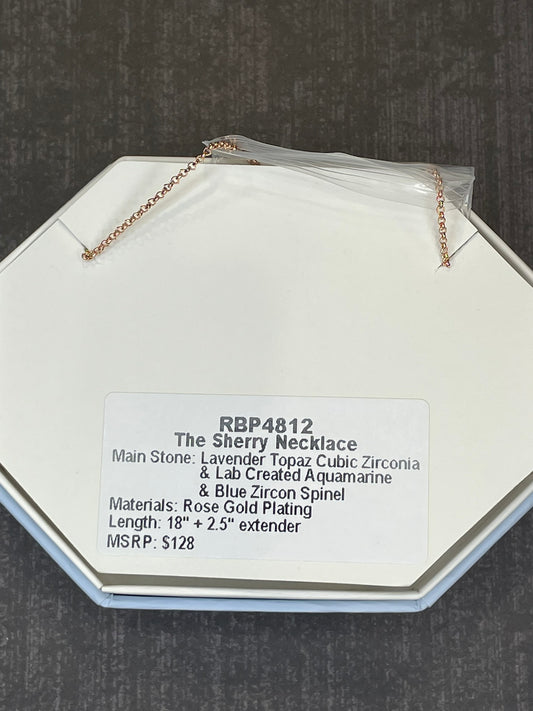 RBP4812
The Sherry Necklace
Main Stone: Lavender Topaz Cubic Zirconia
& Lab Created Aquamarine
& Blue Zircon Spinel
Materials: Rose Gold Plating
Length: 18" + 2.5" extender
MSRP: $128